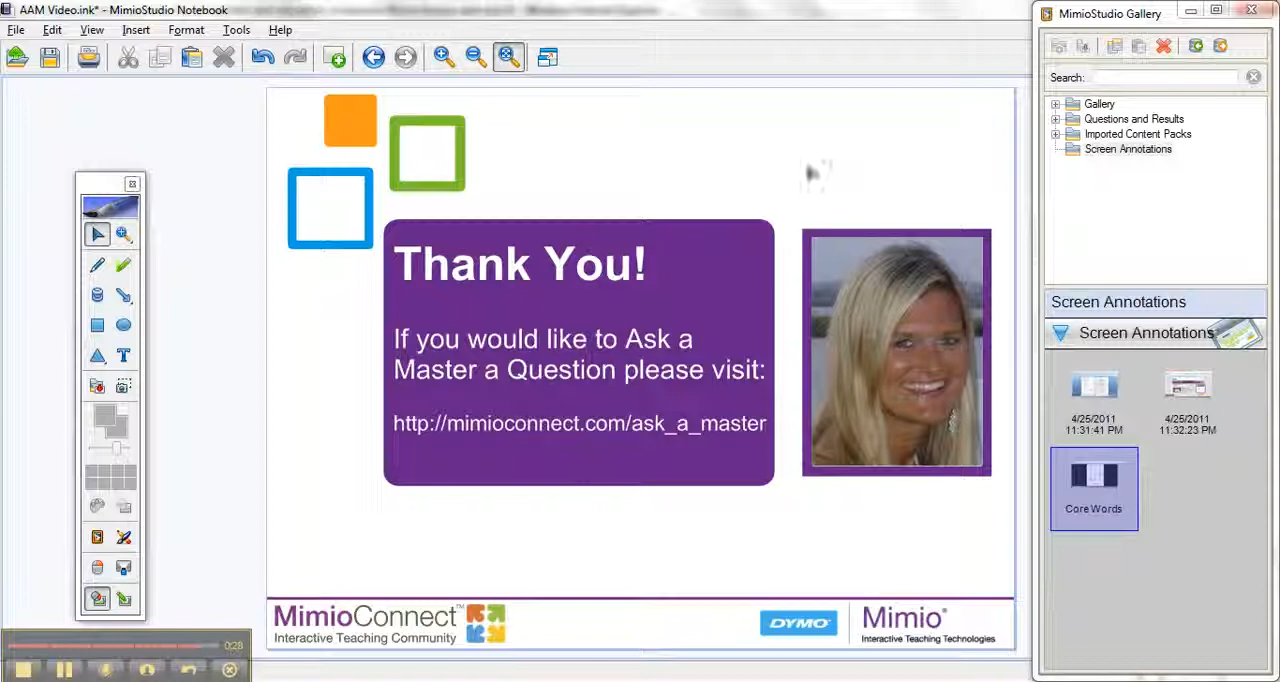 AAM Video.ink* - MimioStudio Notebook
File Edit View Insert Format Tools Help
Thank You!
If you would like to Ask a
Master a Question please visit:
http://mimioconnect.com/ask_a_master
MimioConnect™
Interactive Teaching Community
DYMO®
Mimio®
Interactive Teaching Technologies
MimioStudio Gallery
Search:
Gallery
Questions and Results
Imported Content Packs
Screen Annotations
Screen Annotations
Screen Annotations
4/25/2011
11:31:41 PM
4/25/2011
11:32:23 PM
Core Words
T
0:28